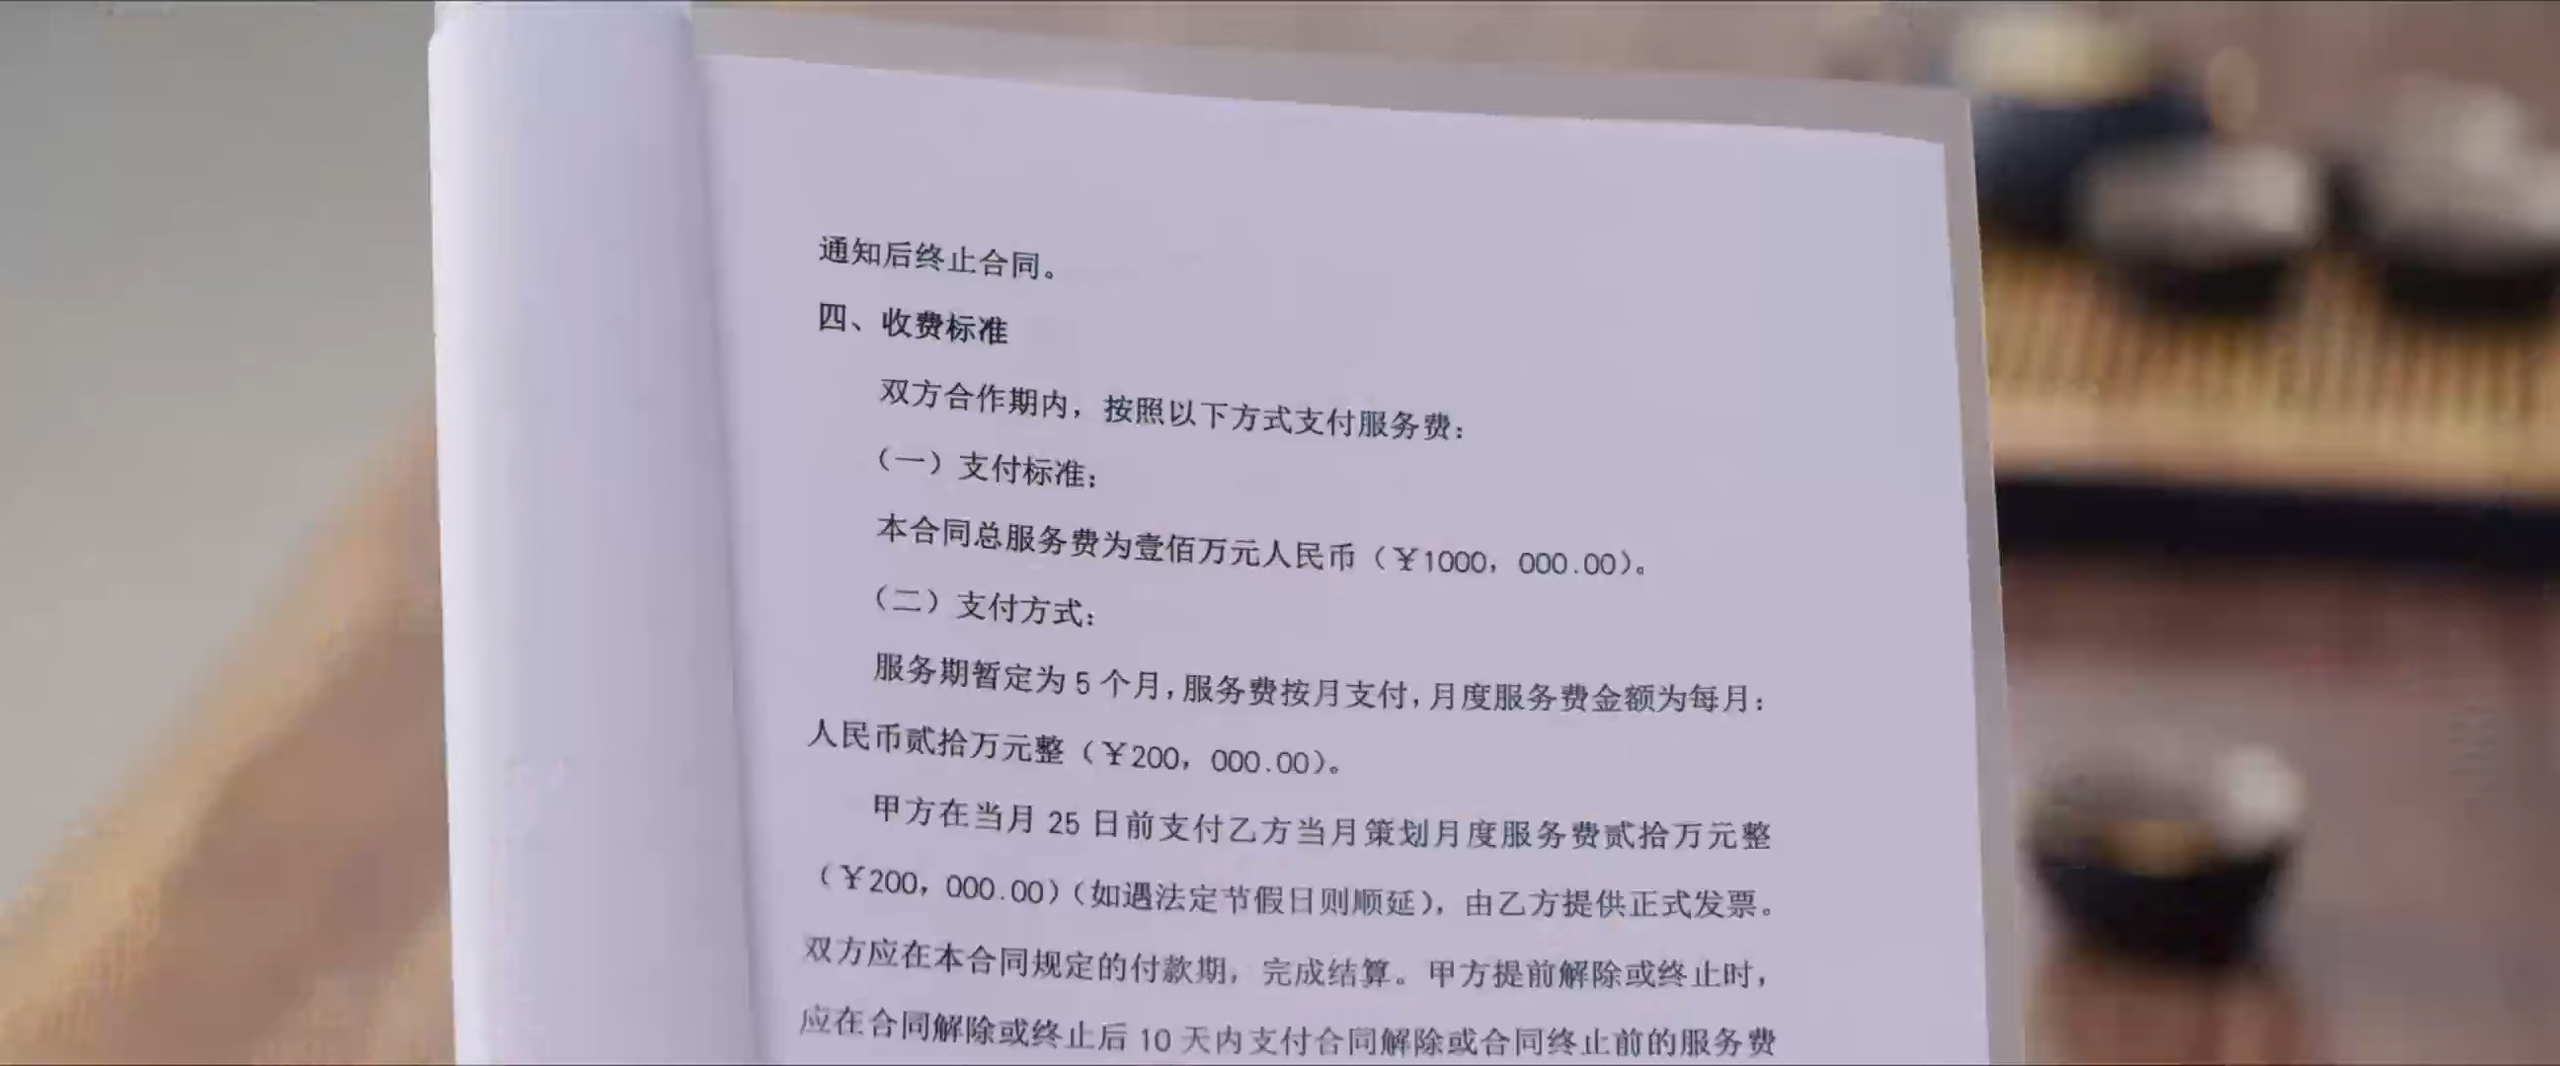 通知后终止合同。
四、收费标准
双方合作期内，按照以下方式支付服务费：
（一）支付标准：
本合同总服务费为壹佰万元人民币（￥1000，000.00）。
（二）支付方式：
服务期暂定为 5 个月，服务费按月支付，月度服务费金额为每月：
人民币贰拾万元整（￥200，000.00）。
甲方在当月 25 日前支付乙方当月策划月度服务费贰拾万元整
（￥200，000.00）（如遇法定节假日则顺延），由乙方提供正式发票。
双方应在本合同规定的付款期，完成结算。甲方提前解除或终止时，
应在合同解除或终止后 10 天内支付合同解除或合同终止前的服务费